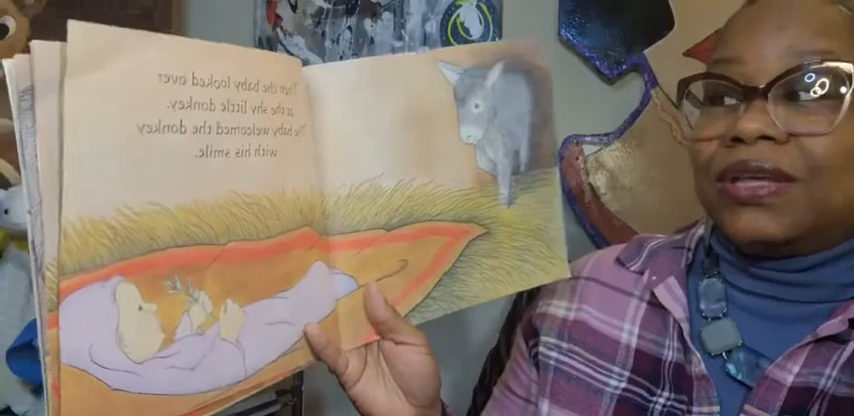 Then the baby looked over
at the shy little donkey.
The baby welcomed the donkey
with his smile.